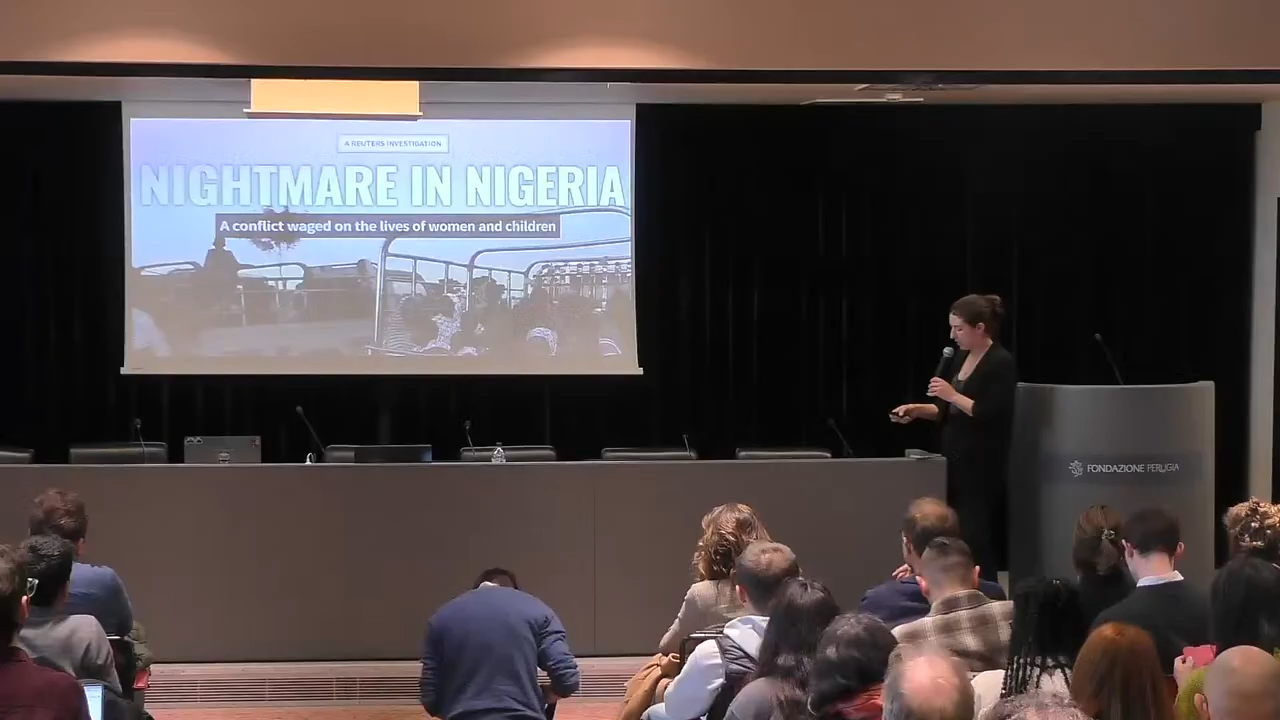 A REUTERS INVESTIGATION
NIGHTMARE IN NIGERIA
A conflict waged on the lives of women and children
FONDAZIONE PERUGIA